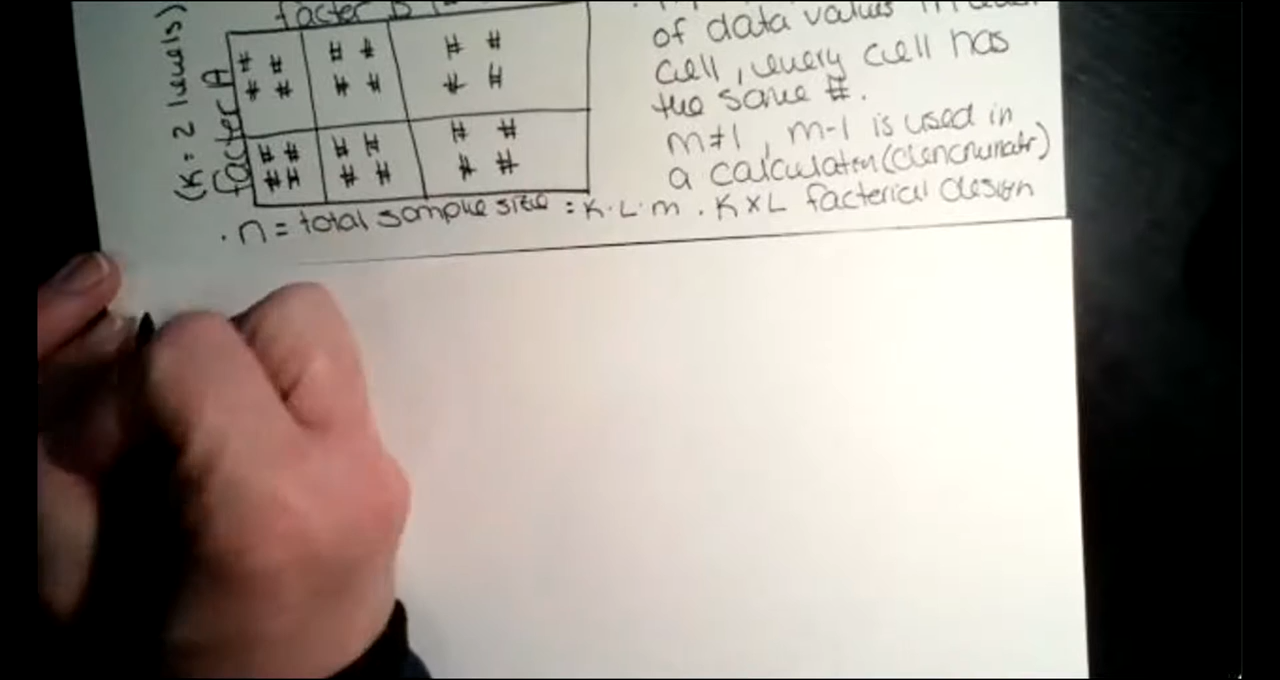 factor B
(K = 2 levels)
factor A
# # # # # #
# # # # # #
# # # # # #
# # # # # #
of data values
cell, every cell has
the same #.
m≠1, m-1 is used in
a calculation (denominatr)
. n = total sample size = K·L·m . K×L factorial design